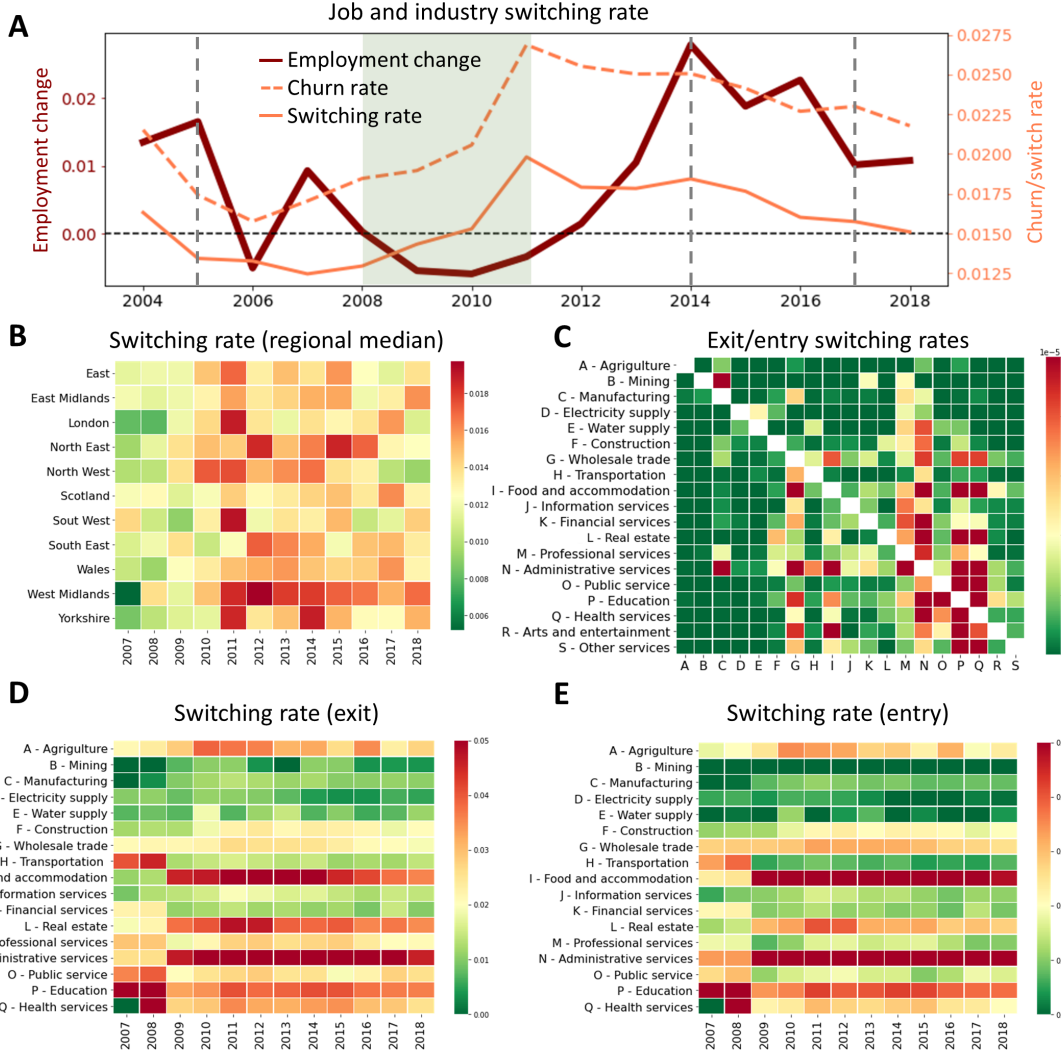 A
Job and industry switching rate
Employment change
Churn rate
Switching rate
Employment change
0.02
0.01
0.00
0.0275
0.0250
0.0225
0.0200
0.0175
0.0150
0.0125
Churn/switch rate
2004 2006 2008 2010 2012 2014 2016 2018
B
Switching rate (regional median)
East
East Midlands
London
North East
North West
Scotland
Sout West
South East
Wales
West Midlands
Yorkshire
2007 2008 2009 2010 2011 2012 2013 2014 2015 2016 2017 2018
0.018
0.016
0.014
0.012
0.010
0.008
0.006
C
Exit/entry switching rates
1e−5
A - Agriculture
B - Mining
C - Manufacturing
D - Electricity supply
E - Water supply
F - Construction
G - Wholesale trade
H - Transportation
I - Food and accommodation
J - Information services
K - Financial services
L - Real estate
M - Professional services
N - Administrative services
O - Public service
P - Education
Q - Health services
R - Arts and entertainment
S - Other services
A B C D E F G H I J K L M N O P Q R S
D
Switching rate (exit)
A - Agrigulture
B - Mining
C - Manufacturing
- Electricity supply
E - Water supply
F - Construction
- Wholesale trade
H - Transportation
nd accommodation
nformation services
- Financial services
L - Real estate
ofessional services
inistrative services
O - Public service
P - Education
Q - Health services
2007 2008 2009 2010 2011 2012 2013 2014 2015 2016 2017 2018
0.05
0.04
0.03
0.02
0.01
0.00
E
Switching rate (entry)
A - Agriculture
B - Mining
C - Manufacturing
D - Electricity supply
E - Water supply
F - Construction
G - Wholesale trade
H - Transportation
I - Food and accommodation
J - Information services
K - Financial services
L - Real estate
M - Professional services
N - Administrative services
O - Public service
P - Education
Q - Health services
2007 2008 2009 2010 2011 2012 2013 2014 2015 2016 2017 2018